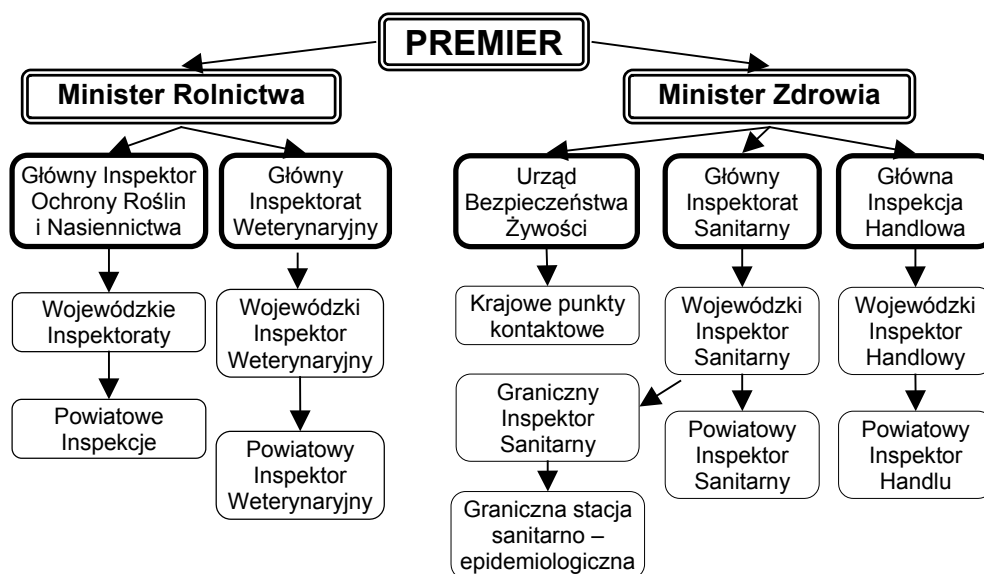 PREMIER
Minister Rolnictwa
Minister Zdrowia
Główny Inspektor
Ochrony Roślin
i Nasiennictwa
Główny
Inspektorat
Weterynaryjny
Urząd
Bezpieczeństwa
Żywości
Główny
Inspektorat
Sanitarny
Główna
Inspekcja
Handlowa
Wojewódzkie
Inspektoraty
Wojewódzki
Inspektor
Weterynaryjny
Krajowe punkty
kontaktowe
Wojewódzki
Inspektor
Sanitarny
Wojewódzki
Inspektor
Handlowy
Powiatowe
Inspekcje
Powiatowy
Inspektor
Weterynaryjny
Graniczny
Inspektor
Sanitarny
Powiatowy
Inspektor
Sanitarny
Powiatowy
Inspektor
Handlu
Graniczna stacja
sanitarno –
epidemiologiczna